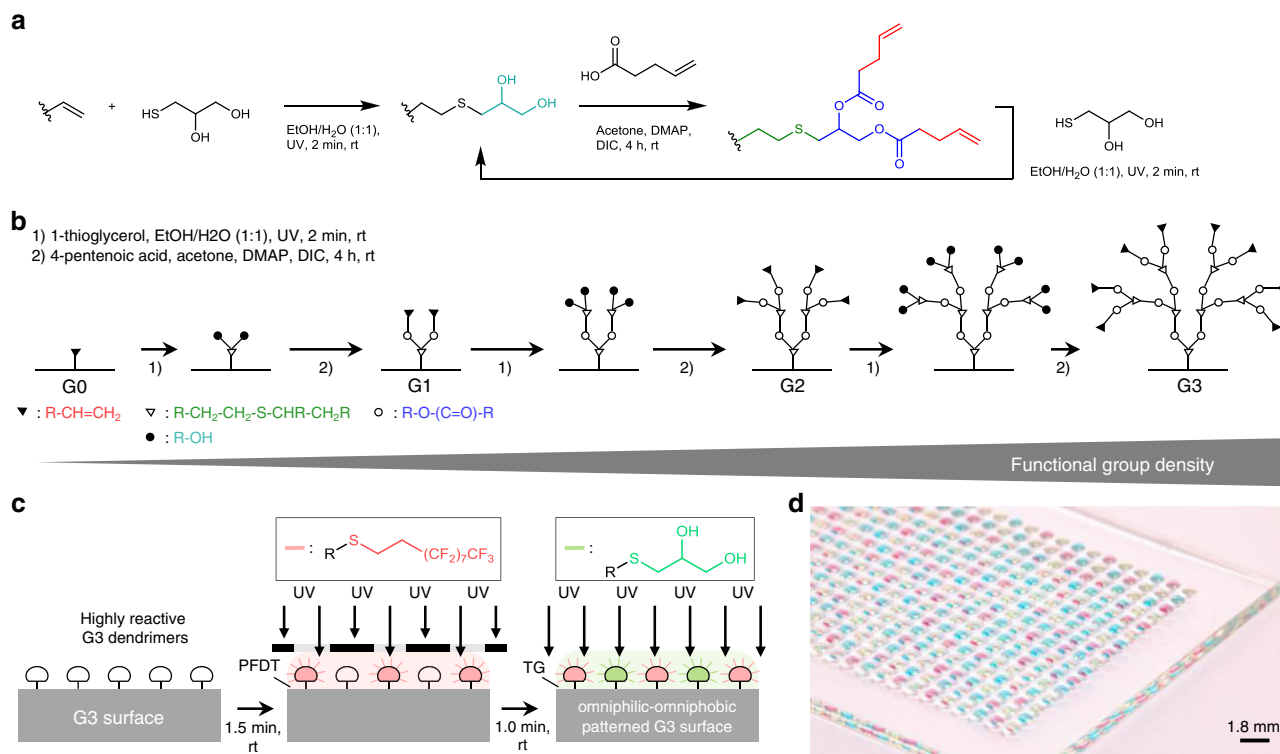 a
+
HS
OH
OH
EtOH/H₂O (1:1),
UV, 2 min, rt
S
OH
OH
O
HO
Acetone, DMAP,
DIC, 4 h, rt
S
O
O
O
O
HS
OH
OH
EtOH/H₂O (1:1), UV, 2 min, rt
b
1) 1-thioglycerol, EtOH/H2O (1:1), UV, 2 min, rt
2) 4-pentenoic acid, acetone, DMAP, DIC, 4 h, rt
G0
1)
2)
G1
1)
2)
G2
1)
2)
G3
: R-CH=CH₂
: R-CH₂-CH₂-S-CHR-CH₂R
: R-O-(C=O)-R
: R-OH
Functional group density
c
Highly reactive
G3 dendrimers
G3 surface
1.5 min,
rt
: R S (CF₂)₇CF₃
UV UV UV UV
PFDT
1.0 min,
rt
: R S OH OH
UV UV UV UV
TG
omniphilic-omniphobic
patterned G3 surface
d
1.8 mm